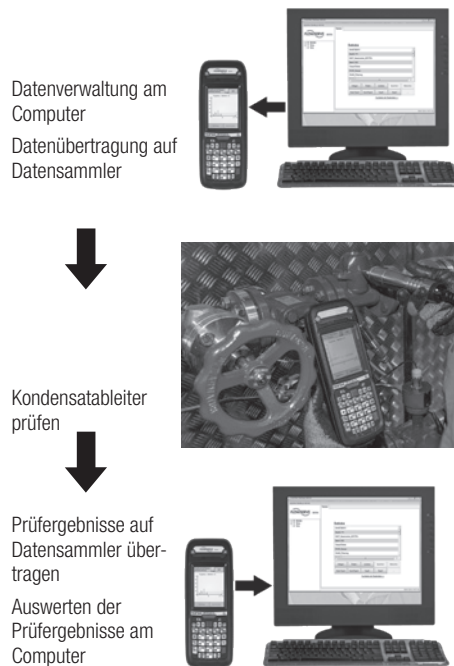 Datenverwaltung am
Computer
Datenübertragung auf
Datensammler
Kondensatableiter
prüfen
Prüfergebnisse auf
Datensammler über-
tragen
Auswerten der
Prüfergebnisse am
Computer